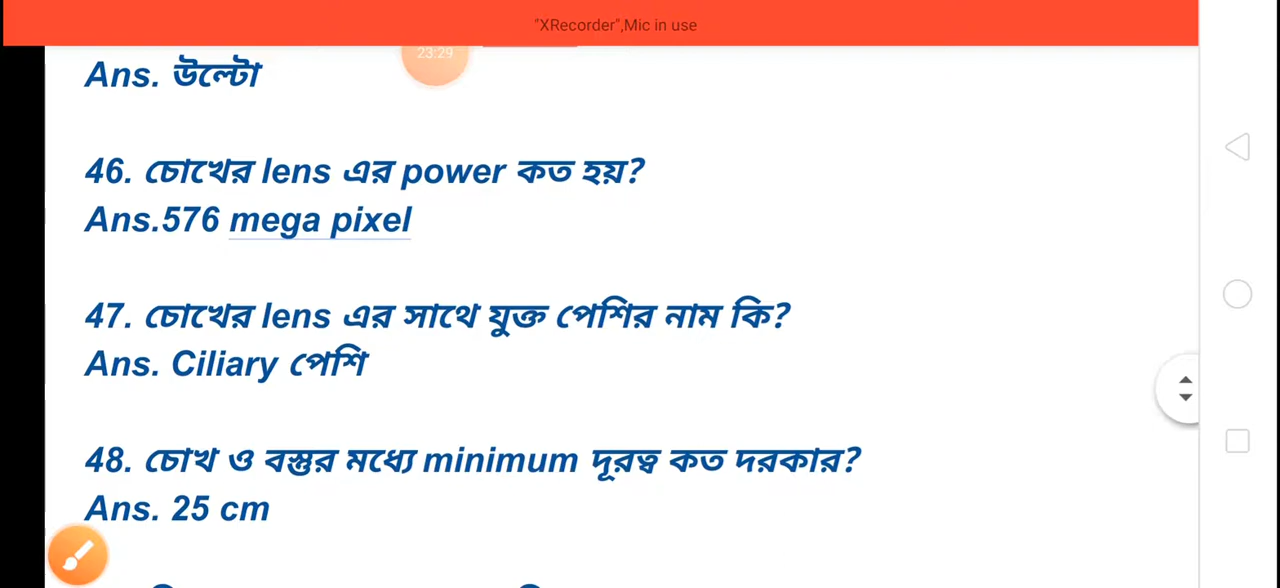 "XRecorder",Mic in use
23:29
Ans. উল্টো
46. চোখের lens এর power কত হয়?
Ans.576 mega pixel
47. চোখের lens এর সাথে যুক্ত পেশির নাম কি?
Ans. Ciliary পেশি
48. চোখ ও বস্তুর মধ্যে minimum দূরত্ব কত দরকার?
Ans. 25 cm